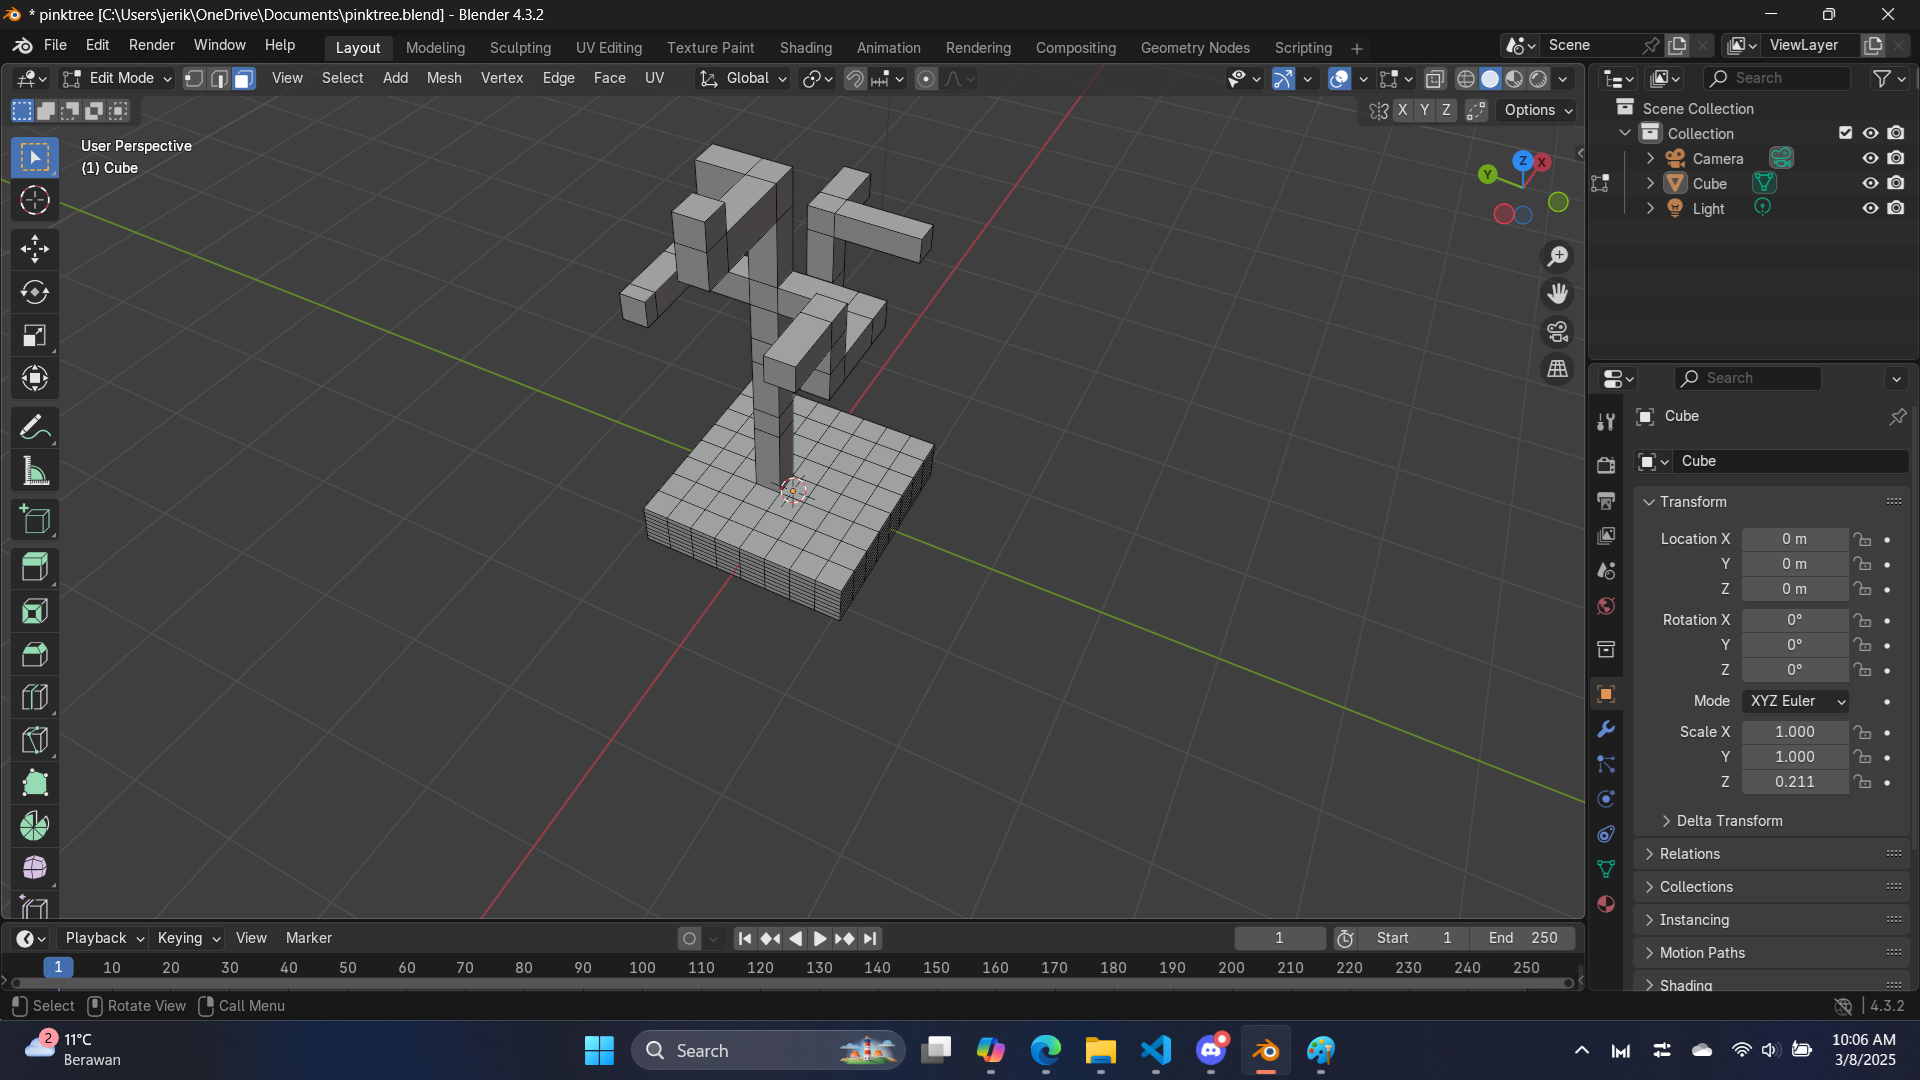 * pinktree [C:\Users\jerik\OneDrive\Documents\pinktree.blend] - Blender 4.3.2
File Edit Render Window Help Layout Modeling Sculpting UV Editing Texture Paint Shading Animation Rendering Compositing Geometry Nodes Scripting + Scene ViewLayer
Edit Mode View Select Add Mesh Vertex Edge Face UV Global Search
X Y Z Options
User Perspective
(1) Cube
Z X Y
Scene Collection
Collection
Camera
Cube
Light
Search
Cube
Cube
Transform
Location X 0 m
Y 0 m
Z 0 m
Rotation X 0°
Y 0°
Z 0°
Mode XYZ Euler
Scale X 1.000
Y 1.000
Z 0.211
Delta Transform
Relations
Collections
Instancing
Motion Paths
Shading
Playback Keying View Marker 1 Start 1 End 250
1 10 20 30 40 50 60 70 80 90 100 110 120 130 140 150 160 170 180 190 200 210 220 230 240 250
Select Rotate View Call Menu 4.3.2
2 11°C
Berawan
Search
10:06 AM
3/8/2025